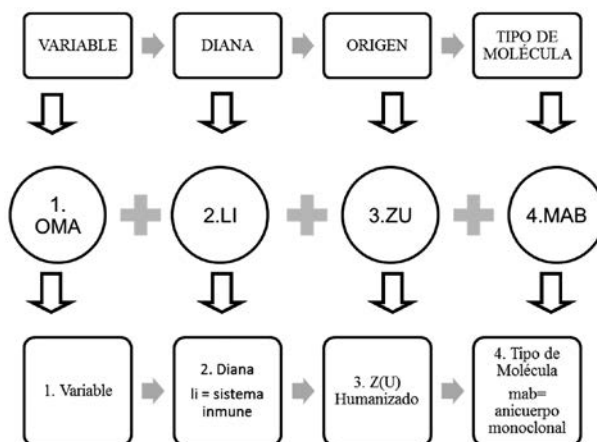 VARIABLE
DIANA
ORIGEN
TIPO DE
MOLÉCULA
1.
OMA
2.LI
3.ZU
4.MAB
1. Variable
2. Diana
li = sistema
inmune
3. Z(U)
Humanizado
4. Tipo de
Molécula
mab=
anicuerpo
monoclonal